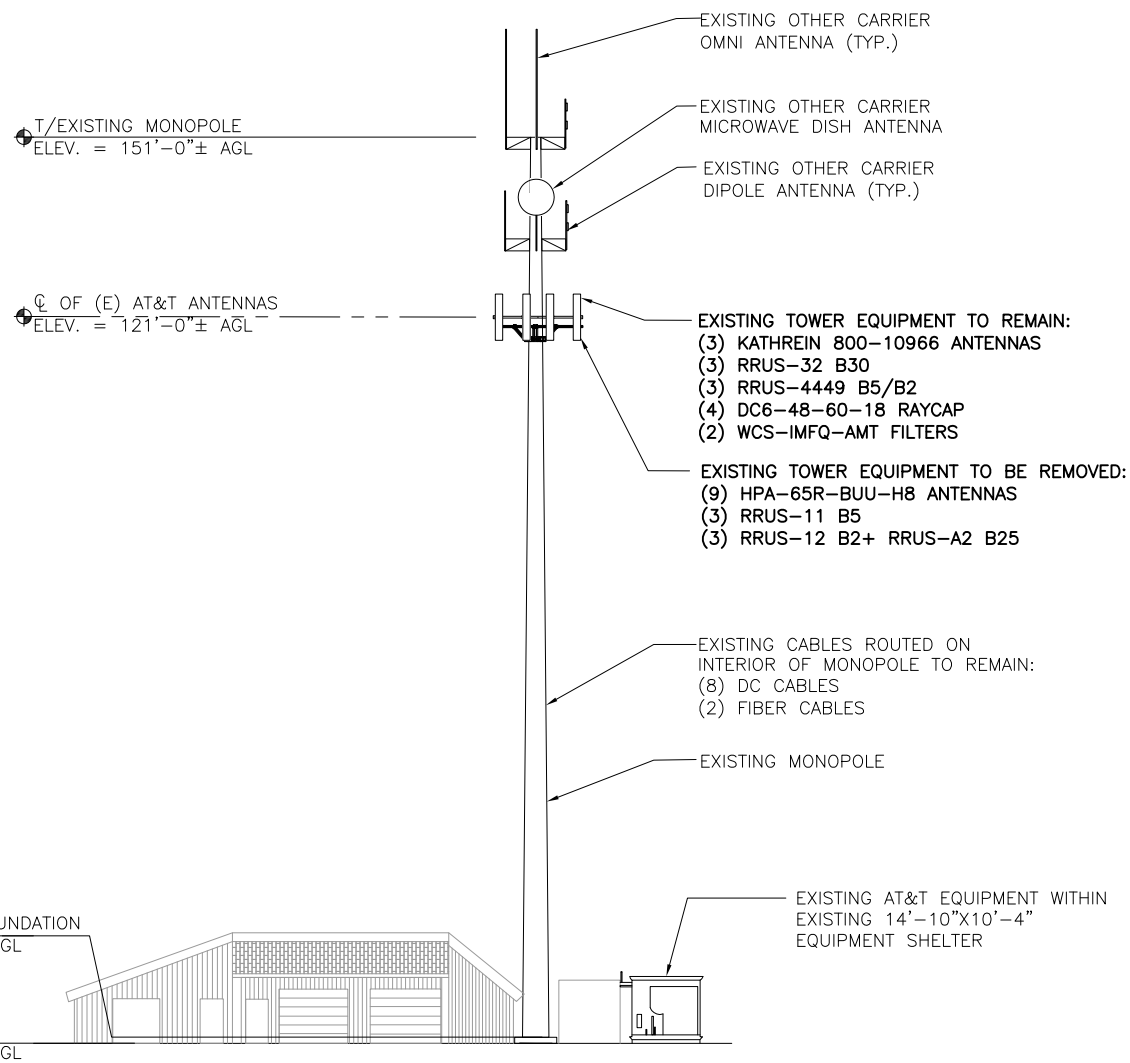 EXISTING OTHER CARRIER
OMNI ANTENNA (TYP.)
EXISTING OTHER CARRIER
MICROWAVE DISH ANTENNA
T/EXISTING MONOPOLE
ELEV. = 151'-0"± AGL
EXISTING OTHER CARRIER
DIPOLE ANTENNA (TYP.)
℄ OF (E) AT&T ANTENNAS
ELEV. = 121'-0"± AGL
EXISTING TOWER EQUIPMENT TO REMAIN:
(3) KATHREIN 800-10966 ANTENNAS
(3) RRUS-32 B30
(3) RRUS-4449 B5/B2
(4) DC6-48-60-18 RAYCAP
(2) WCS-IMFQ-AMT FILTERS
EXISTING TOWER EQUIPMENT TO BE REMOVED:
(9) HPA-65R-BUU-H8 ANTENNAS
(3) RRUS-11 B5
(3) RRUS-12 B2+ RRUS-A2 B25
EXISTING CABLES ROUTED ON
INTERIOR OF MONOPOLE TO REMAIN:
(8) DC CABLES
(2) FIBER CABLES
EXISTING MONOPOLE
EXISTING AT&T EQUIPMENT WITHIN
EXISTING 14'-10"X10'-4"
EQUIPMENT SHELTER
UNDATION
GL
GL